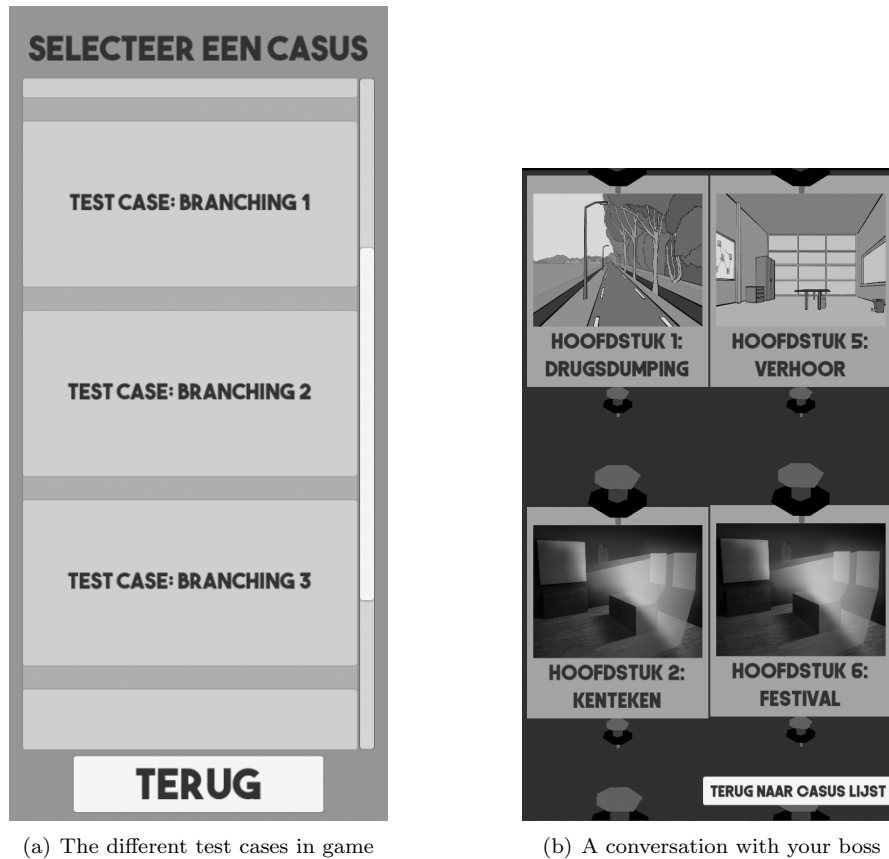 SELECTEER EEN CASUS
TEST CASE: BRANCHING 1
TEST CASE: BRANCHING 2
TEST CASE: BRANCHING 3
TERUG
(a) The different test cases in game
HOOFDSTUK 1:
DRUGSDUMPING
HOOFDSTUK 5:
VERHOOR
HOOFDSTUK 2:
KENTEKEN
HOOFDSTUK 6:
FESTIVAL
TERUG NAAR CASUS LIJST
(b) A conversation with your boss